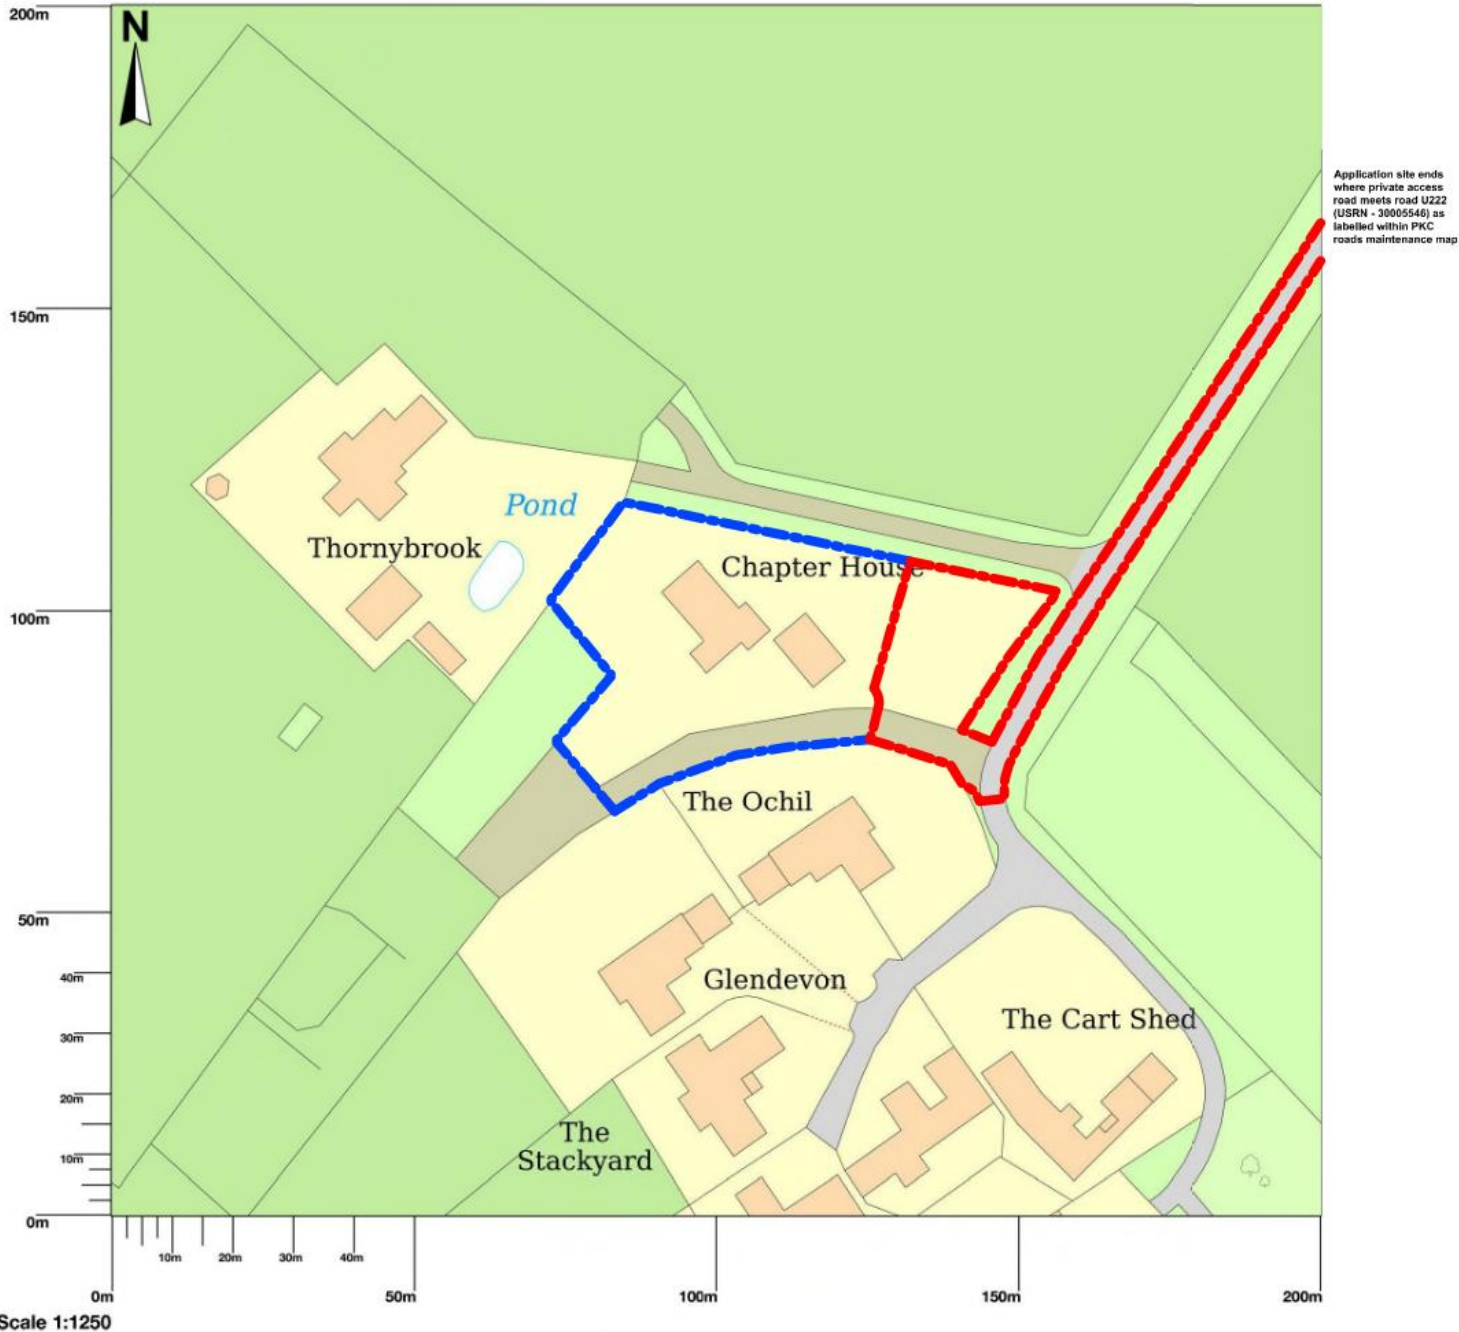 200m
N
Application site ends
where private access
road meets road U222
(USRN - 30005546) as
labelled within PKC
roads maintenance map
150m
Pond
Thornybrook
Chapter House
100m
The Ochil
50m
40m
Glendevon
The Cart Shed
30m
20m
The
Stackyard
10m
0m
10m
20m
30m
40m
0m
50m
100m
150m
200m
Scale 1:1250